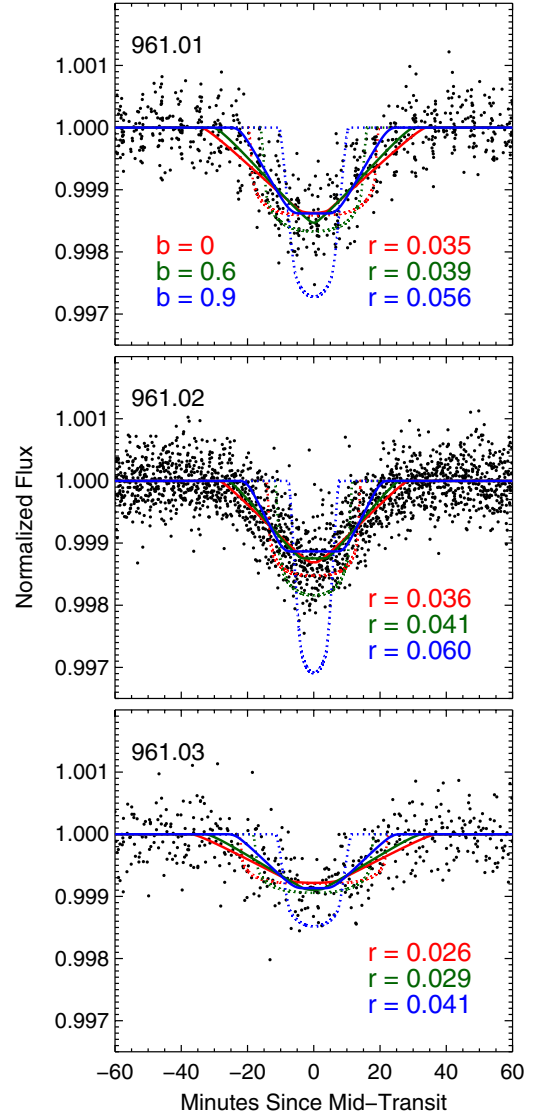 961.01
1.001
1.000
0.999
0.998
0.997
b = 0 r = 0.035
b = 0.6 r = 0.039
b = 0.9 r = 0.056
961.02
1.001
1.000
0.999
0.998
0.997
r = 0.036
r = 0.041
r = 0.060
Normalized Flux
961.03
1.001
1.000
0.999
0.998
0.997
r = 0.026
r = 0.029
r = 0.041
−60 −40 −20 0 20 40 60
Minutes Since Mid−Transit